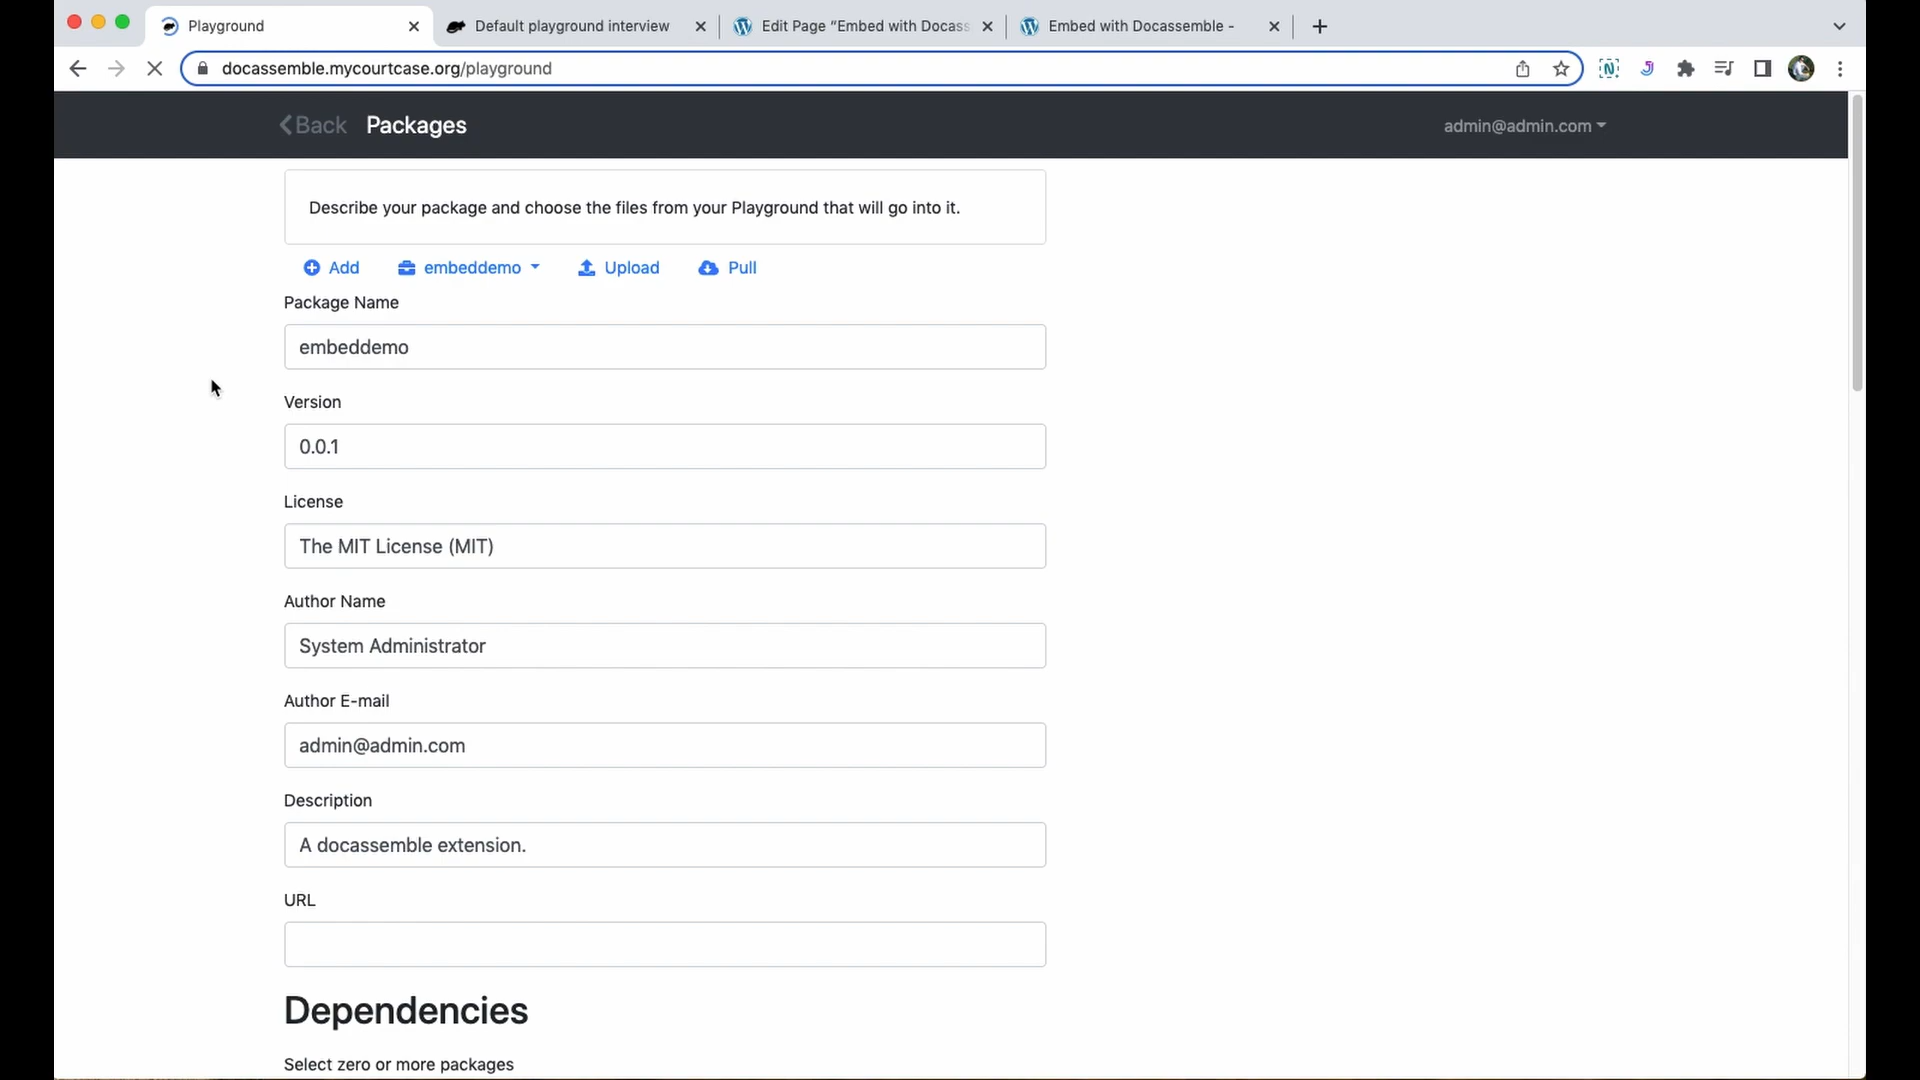 Playground
Default playground interview
Edit Page “Embed with Docass
Embed with Docassemble -
docassemble.mycourtcase.org/playground
Back
Packages
admin@admin.com
Describe your package and choose the files from your Playground that will go into it.
Add
embeddemo
Upload
Pull
Package Name
embeddemo
Version
0.0.1
License
The MIT License (MIT)
Author Name
System Administrator
Author E-mail
admin@admin.com
Description
A docassemble extension.
URL
Dependencies
Select zero or more packages